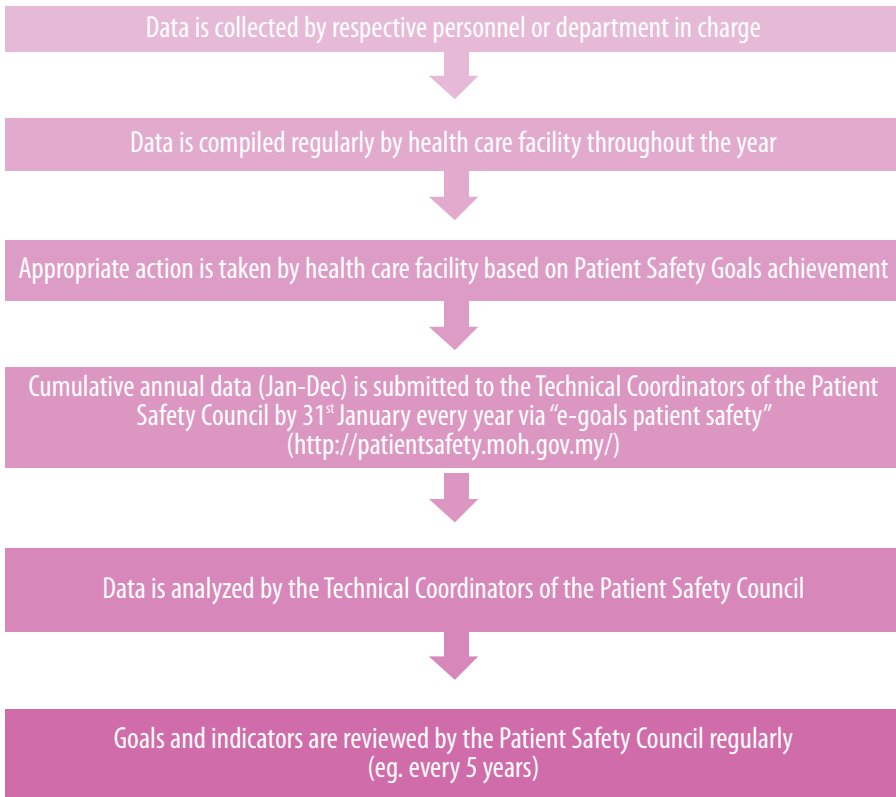 Data is collected by respective personnel or department in charge
Data is compiled regularly by health care facility throughout the year
Appropriate action is taken by health care facility based on Patient Safety Goals achievement
Cumulative annual data (Jan-Dec) is submitted to the Technical Coordinators of the Patient
Safety Council by 31st January every year via “e-goals patient safety”
(http://patientsafety.moh.gov.my/)
Data is analyzed by the Technical Coordinators of the Patient Safety Council
Goals and indicators are reviewed by the Patient Safety Council regularly
(eg. every 5 years)